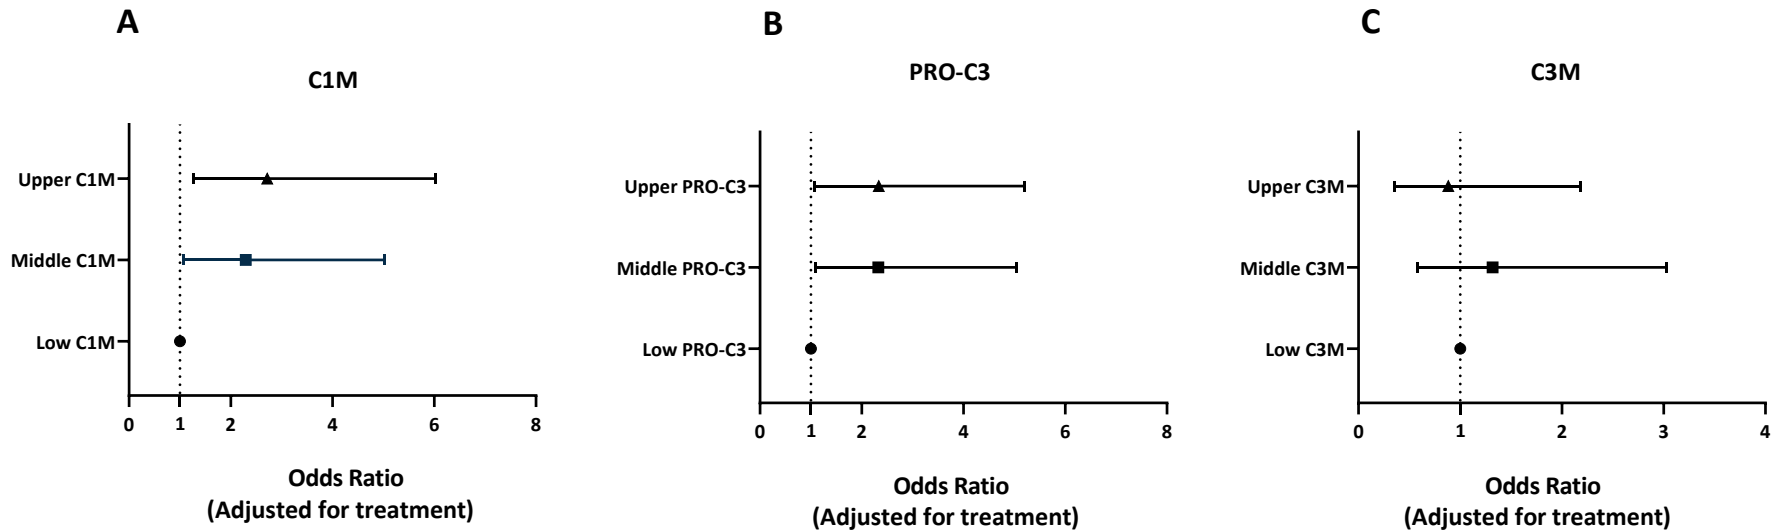 A
C1M
Upper C1M
Middle C1M
Low C1M
0 1 2 4 6 8
Odds Ratio
(Adjusted for treatment)
B
PRO-C3
Upper PRO-C3
Middle PRO-C3
Low PRO-C3
0 1 2 4 6 8
Odds Ratio
(Adjusted for treatment)
C
C3M
Upper C3M
Middle C3M
Low C3M
0 1 2 3 4
Odds Ratio
(Adjusted for treatment)